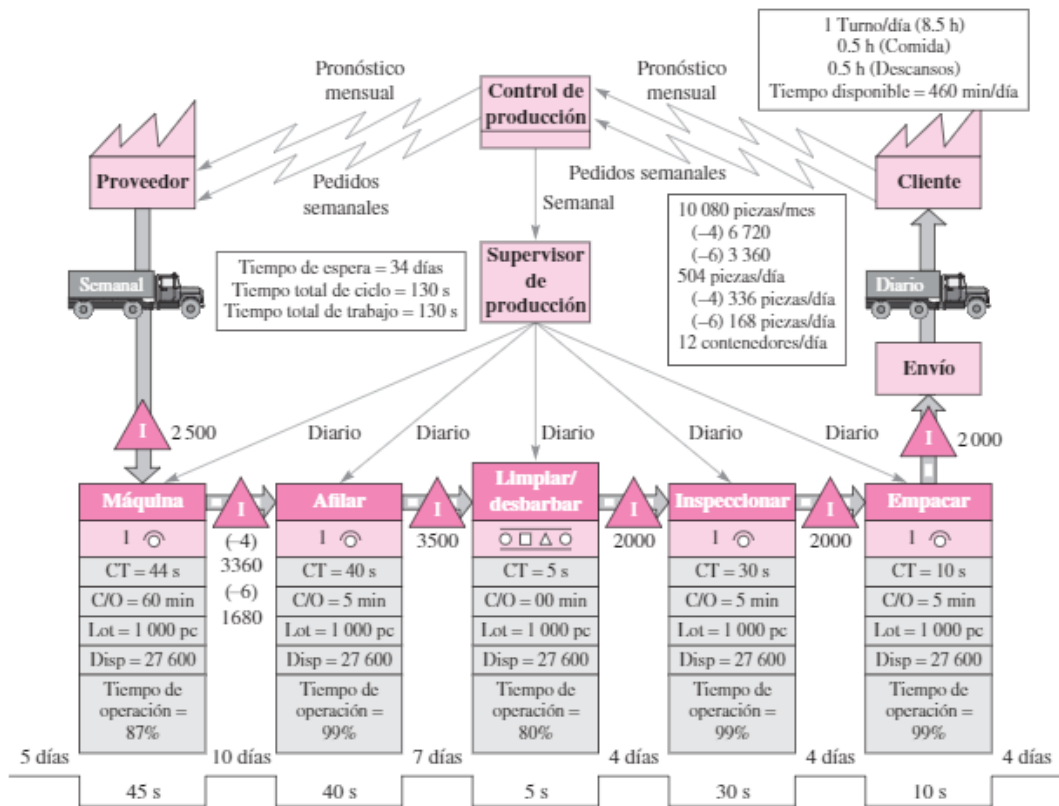 1 Turno/día (8.5 h)
0.5 h (Comida)
0.5 h (Descansos)
Tiempo disponible = 460 min/día
Pronóstico
mensual
Control de
producción
Pronóstico
mensual
Proveedor
Pedidos
semanales
Pedidos semanales
Cliente
Semanal
10 080 piezas/mes
(–4) 6 720
(–6) 3 360
504 piezas/día
(–4) 336 piezas/día
(–6) 168 piezas/día
12 contenedores/día
Semanal
Tiempo de espera = 34 días
Tiempo total de ciclo = 130 s
Tiempo total de trabajo = 130 s
Supervisor
de
producción
Diario
Envío
I
2 500
Diario
Diario
Diario
Diario
Diario
I
2 000
Máquina
1
CT = 44 s
C/O = 60 min
Lot = 1 000 pc
Disp = 27 600
Tiempo de
operación =
87%
I
(–4)
3360
(–6)
1680
Afilar
1
CT = 40 s
C/O = 5 min
Lot = 1 000 pc
Disp = 27 600
Tiempo de
operación =
99%
I
3500
Limpiar/
desbarbar
CT = 5 s
C/O = 00 min
Lot = 1 000 pc
Disp = 27 600
Tiempo de
operación =
80%
I
2000
Inspeccionar
1
CT = 30 s
C/O = 5 min
Lot = 1 000 pc
Disp = 27 600
Tiempo de
operación =
99%
I
2000
Empacar
1
CT = 10 s
C/O = 5 min
Lot = 1 000 pc
Disp = 27 600
Tiempo de
operación =
99%
5 días
10 días
7 días
4 días
4 días
4 días
45 s
40 s
5 s
30 s
10 s